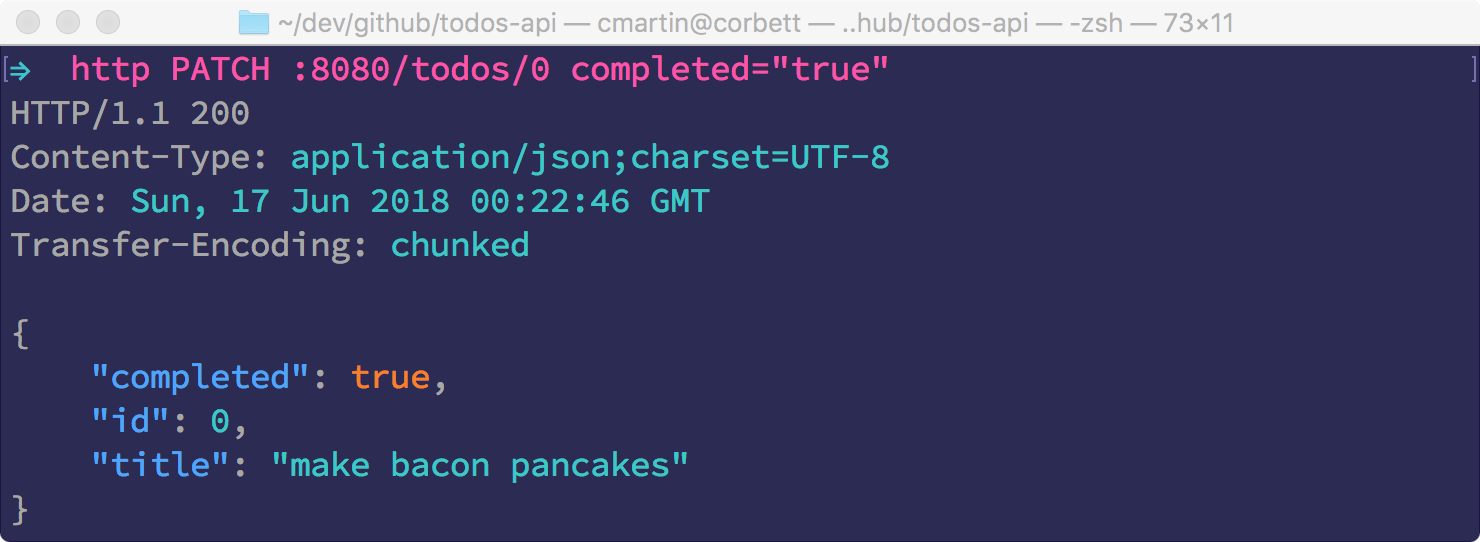 ~/dev/github/todos-api — cmartin@corbett — ..hub/todos-api — -zsh — 73×11
[⇒  http PATCH :8080/todos/0 completed="true" ]
HTTP/1.1 200
Content-Type: application/json;charset=UTF-8
Date: Sun, 17 Jun 2018 00:22:46 GMT
Transfer-Encoding: chunked

{
    "completed": true,
    "id": 0,
    "title": "make bacon pancakes"
}